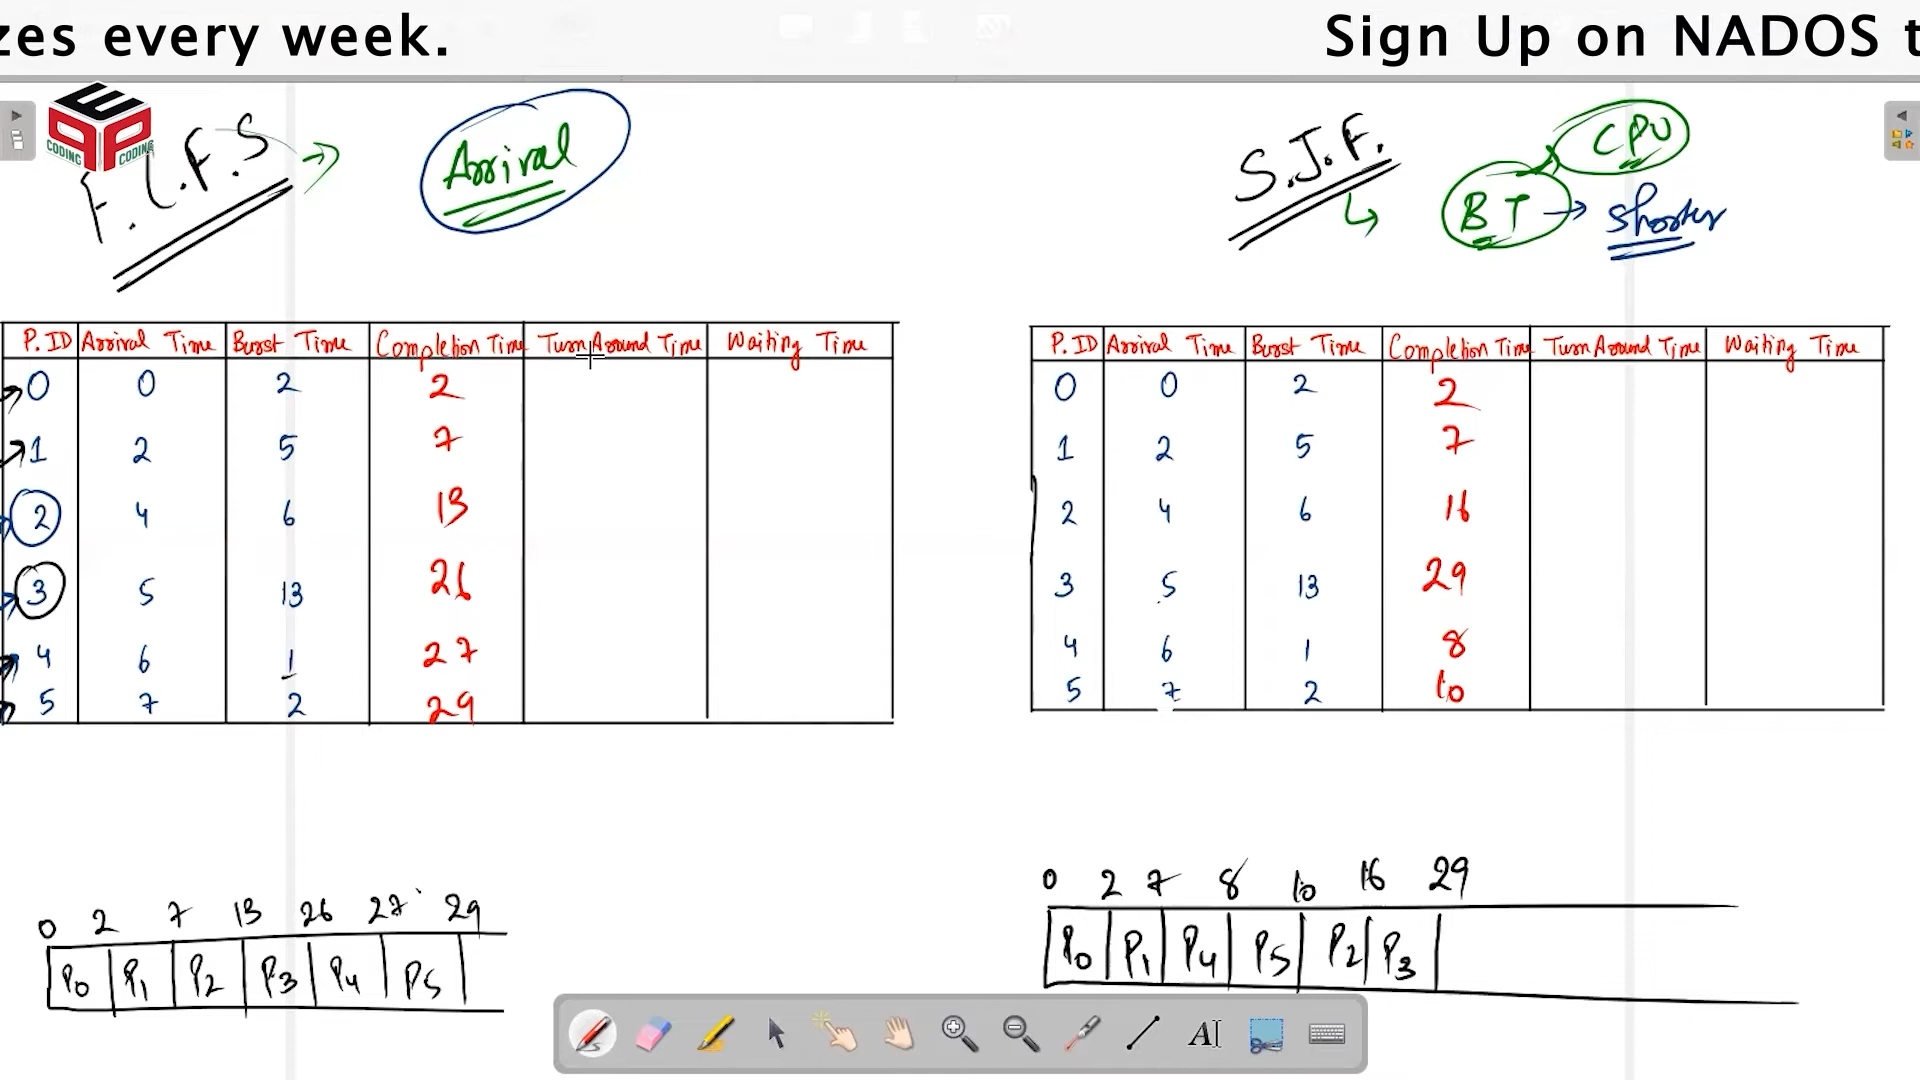 zes every week. Sign Up on NADOS t
PEP
CODING CODING
F.C.F.S → Arrival
S.J.F. CPU
BT → Shorter
P.ID Arrival Time Burst Time Completion Time Turn Around Time Waiting Time
0 0 2 2
1 2 5 7
2 4 6 13
3 5 13 26
4 6 1 27
5 7 2 29
P.ID Arrival Time Burst Time Completion Time Turn Around Time Waiting Time
0 0 2 2
1 2 5 7
2 4 6 16
3 5 13 29
4 6 1 8
5 7 2 10
0 2 7 13 26 27 29
P0 P1 P2 P3 P4 P5
0 2 7 8 10 16 29
P0 P1 P4 P5 P2 P3
A